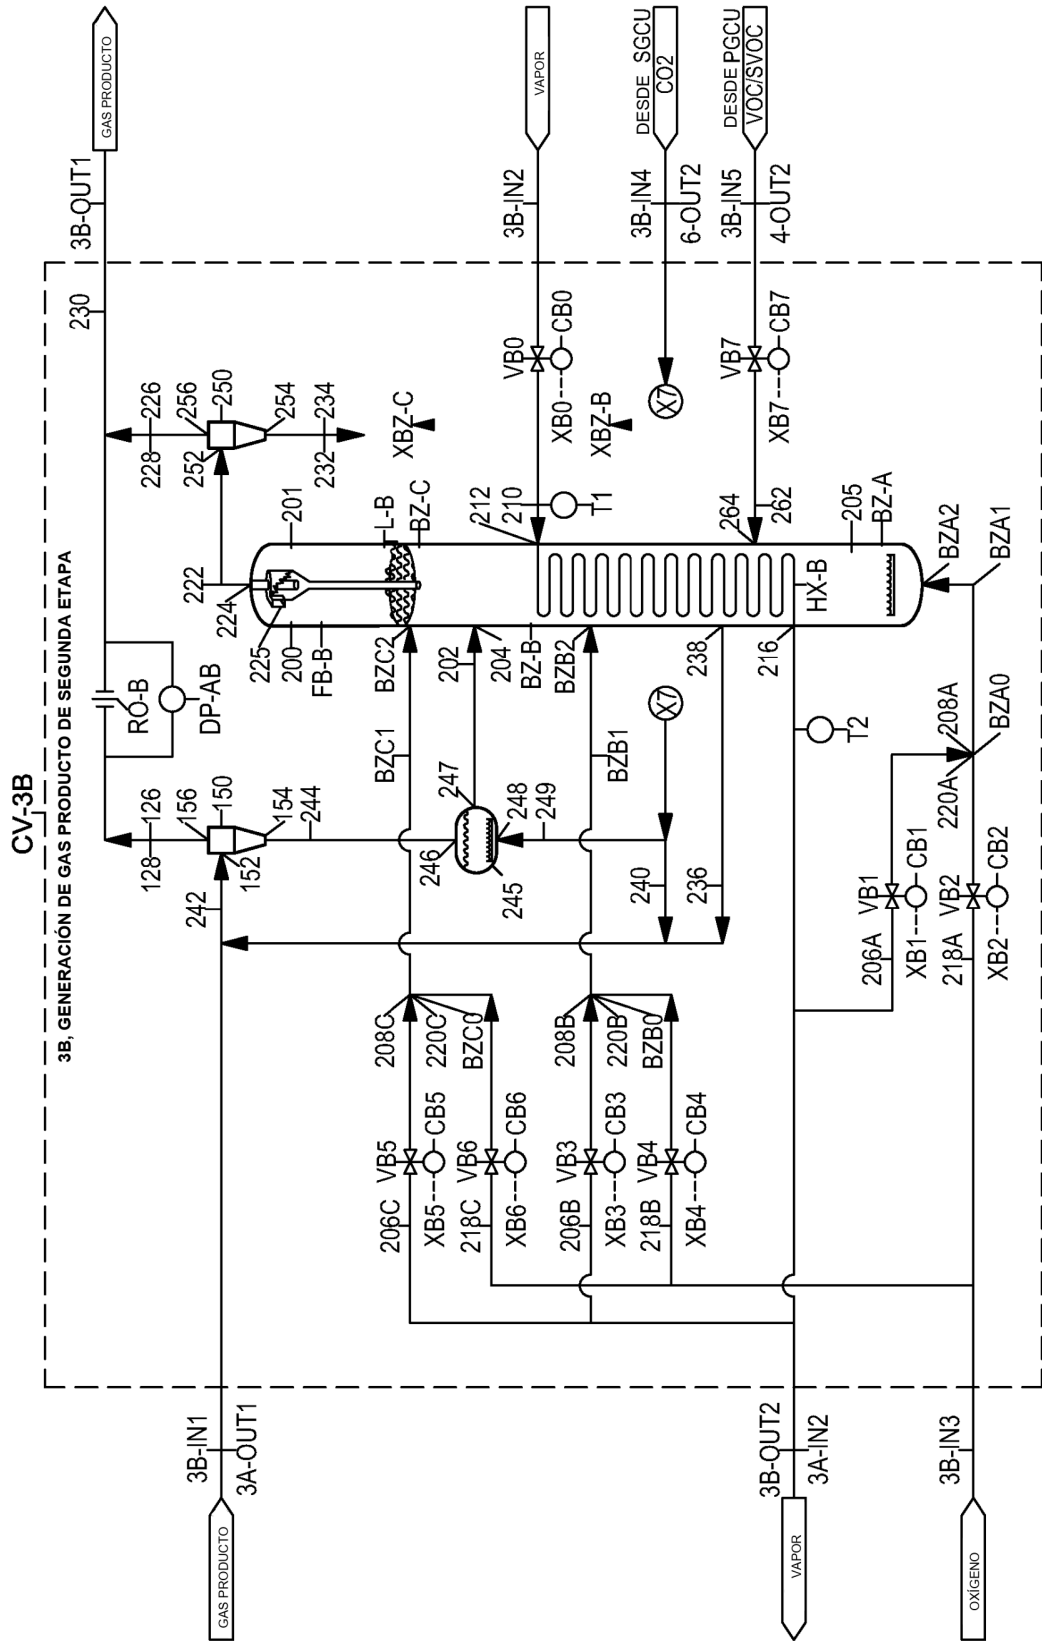 CV-3B
3B, GENERACIÓN DE GAS PRODUCTO DE SEGUNDA ETAPA
GAS PRODUCTO
3B-IN1
3A-OUT1
242
128
126
156
150
152
154
244
RO-B
DP-AB
230
3B-OUT1
GAS PRODUCTO
222
224
225
200
FB-B
201
L-B
BZ-C
228
226
256
250
252
254
232
234
XBZ-C
BZC2
BZC1
202
204
BZ-B
BZB2
BZB1
247
246
248
249
245
X7
240
236
238
216
T2
212
210
T1
264
262
HX-B
205
BZ-A
BZA2
BZA1
VB0
XB0
CB0
XBZ-B
X7
VB7
XB7
CB7
3B-IN2
VAPOR
3B-IN4
6-OUT2
DESDE SGCU
CO2
3B-IN5
4-OUT2
DESDE PGCU
VOC/SVOC
208C
220C
BZC0
VB5
206C
XB5
CB5
VB6
218C
XB6
CB6
208B
220B
BZB0
VB3
206B
XB3
CB3
VB4
218B
XB4
CB4
206A
VB1
XB1
CB1
218A
VB2
XB2
CB2
220A
208A
BZA0
3B-OUT2
3A-IN2
VAPOR
3B-IN3
OXÍGENO